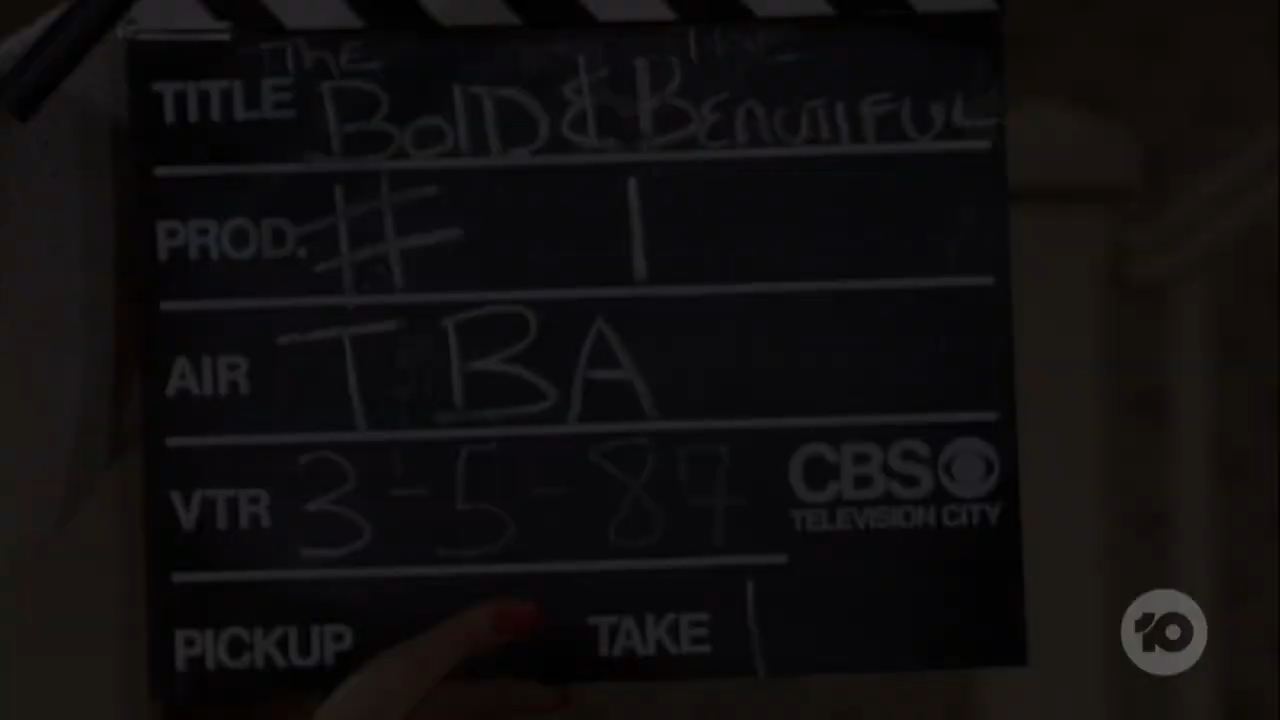 The The
TITLE BOlD & BEAUTIFUL
PROD. # 1
AIR TBA
VTR 3-5-87
CBS
TELEVISION CITY
PICKUP TAKE 1
10